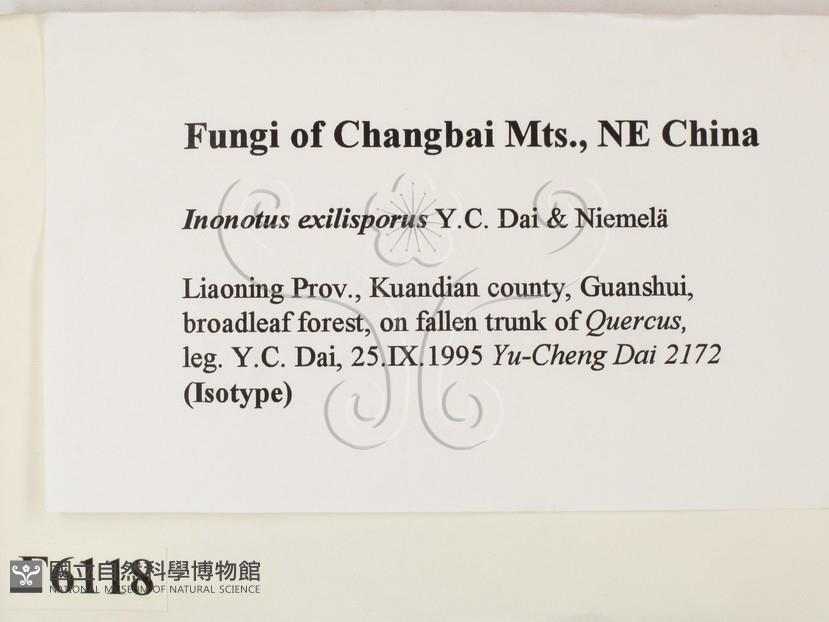 Fungi of Changbai Mts., NE China
Inonotus exilisporus Y.C. Dai & Niemelä
Liaoning Prov., Kuandian county, Guanshui,
broadleaf forest, on fallen trunk of Quercus,
leg. Y.C. Dai, 25.IX.1995 Yu-Cheng Dai 2172
(Isotype)
F6118
國立自然科學博物館
NATIONAL MUSEUM OF NATURAL SCIENCE